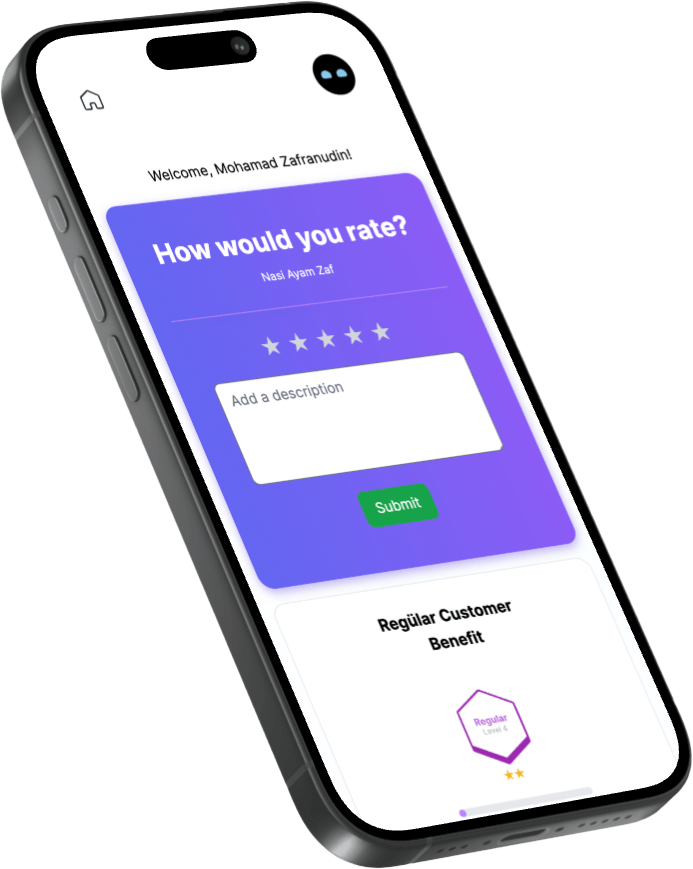 Welcome, Mohamad Zafranudin!
How would you rate?
Nasi Ayam Zaf
Add a description
Submit
Regülar Customer
Benefit
Regular
Level 4